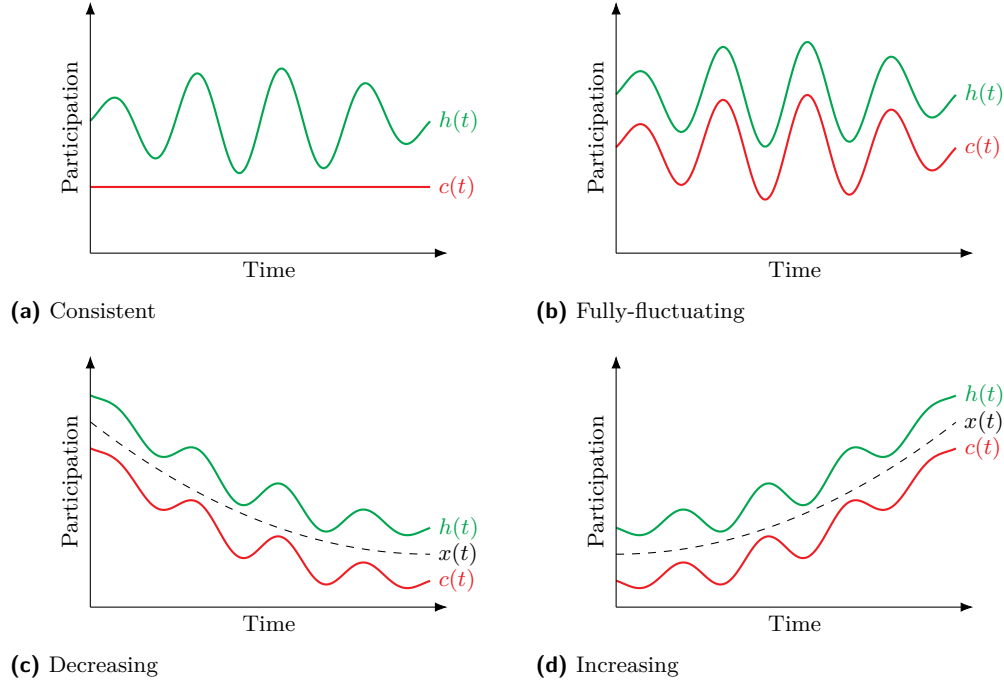 Participation
h(t)
c(t)
Time
(a) Consistent
Participation
h(t)
c(t)
Time
(b) Fully-fluctuating
Participation
h(t)
x(t)
c(t)
Time
(c) Decreasing
Participation
h(t)
x(t)
c(t)
Time
(d) Increasing